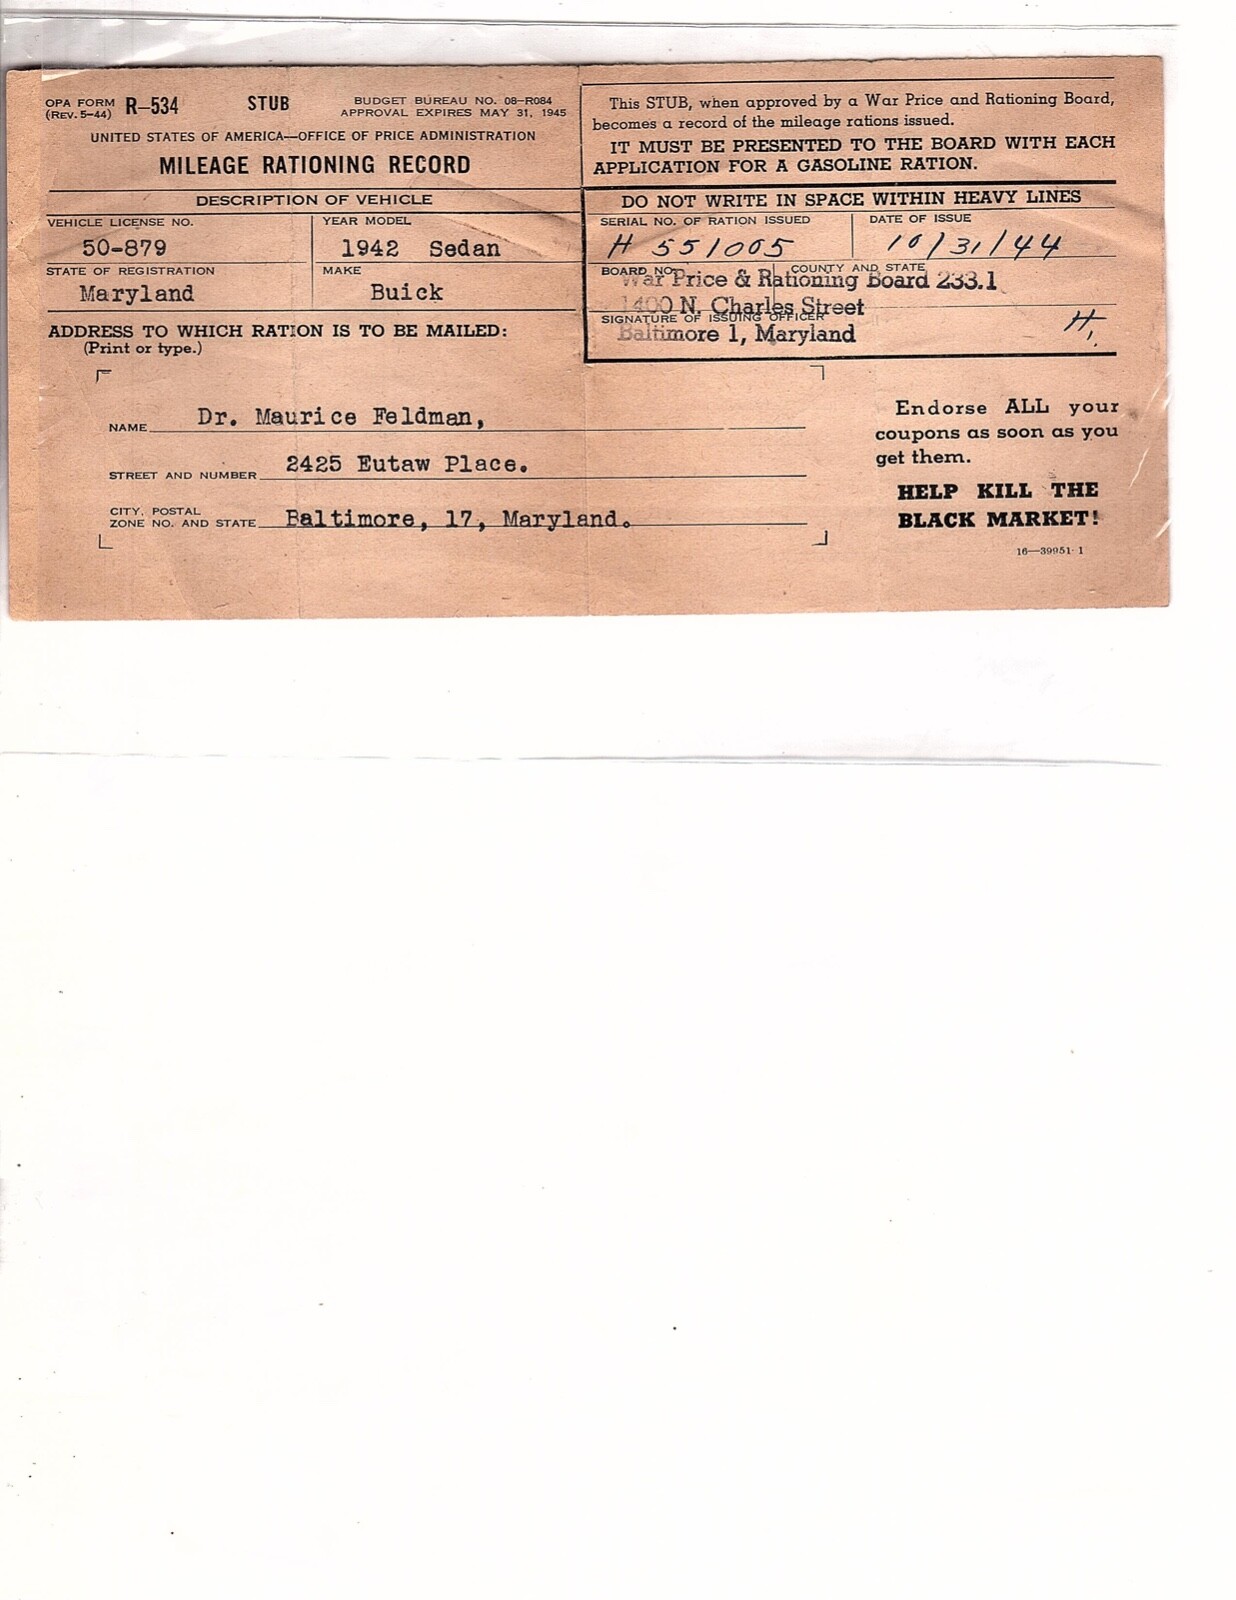 OPA FORM R-534 STUB BUDGET BUREAU NO. 08-R084
(REV. 5-44) APPROVAL EXPIRES MAY 31, 1945
UNITED STATES OF AMERICA—OFFICE OF PRICE ADMINISTRATION
MILEAGE RATIONING RECORD
DESCRIPTION OF VEHICLE
VEHICLE LICENSE NO. YEAR MODEL
50-879 1942 Sedan
STATE OF REGISTRATION MAKE
Maryland Buick
ADDRESS TO WHICH RATION IS TO BE MAILED:
(Print or type.)
This STUB, when approved by a War Price and Rationing Board,
becomes a record of the mileage rations issued.
IT MUST BE PRESENTED TO THE BOARD WITH EACH
APPLICATION FOR A GASOLINE RATION.
DO NOT WRITE IN SPACE WITHIN HEAVY LINES
SERIAL NO. OF RATION ISSUED DATE OF ISSUE
H 551005 10/31/44
BOARD NO. COUNTY AND STATE
War Price & Rationing Board 233.1
1400 N. Charles Street
SIGNATURE OF ISSUING OFFICER
Baltimore 1, Maryland H.
NAME Dr. Maurice Feldman,
STREET AND NUMBER 2425 Eutaw Place.
CITY, POSTAL
ZONE NO. AND STATE Baltimore, 17, Maryland.
Endorse ALL your
coupons as soon as you
get them.
HELP KILL THE
BLACK MARKET!
16—39951-1